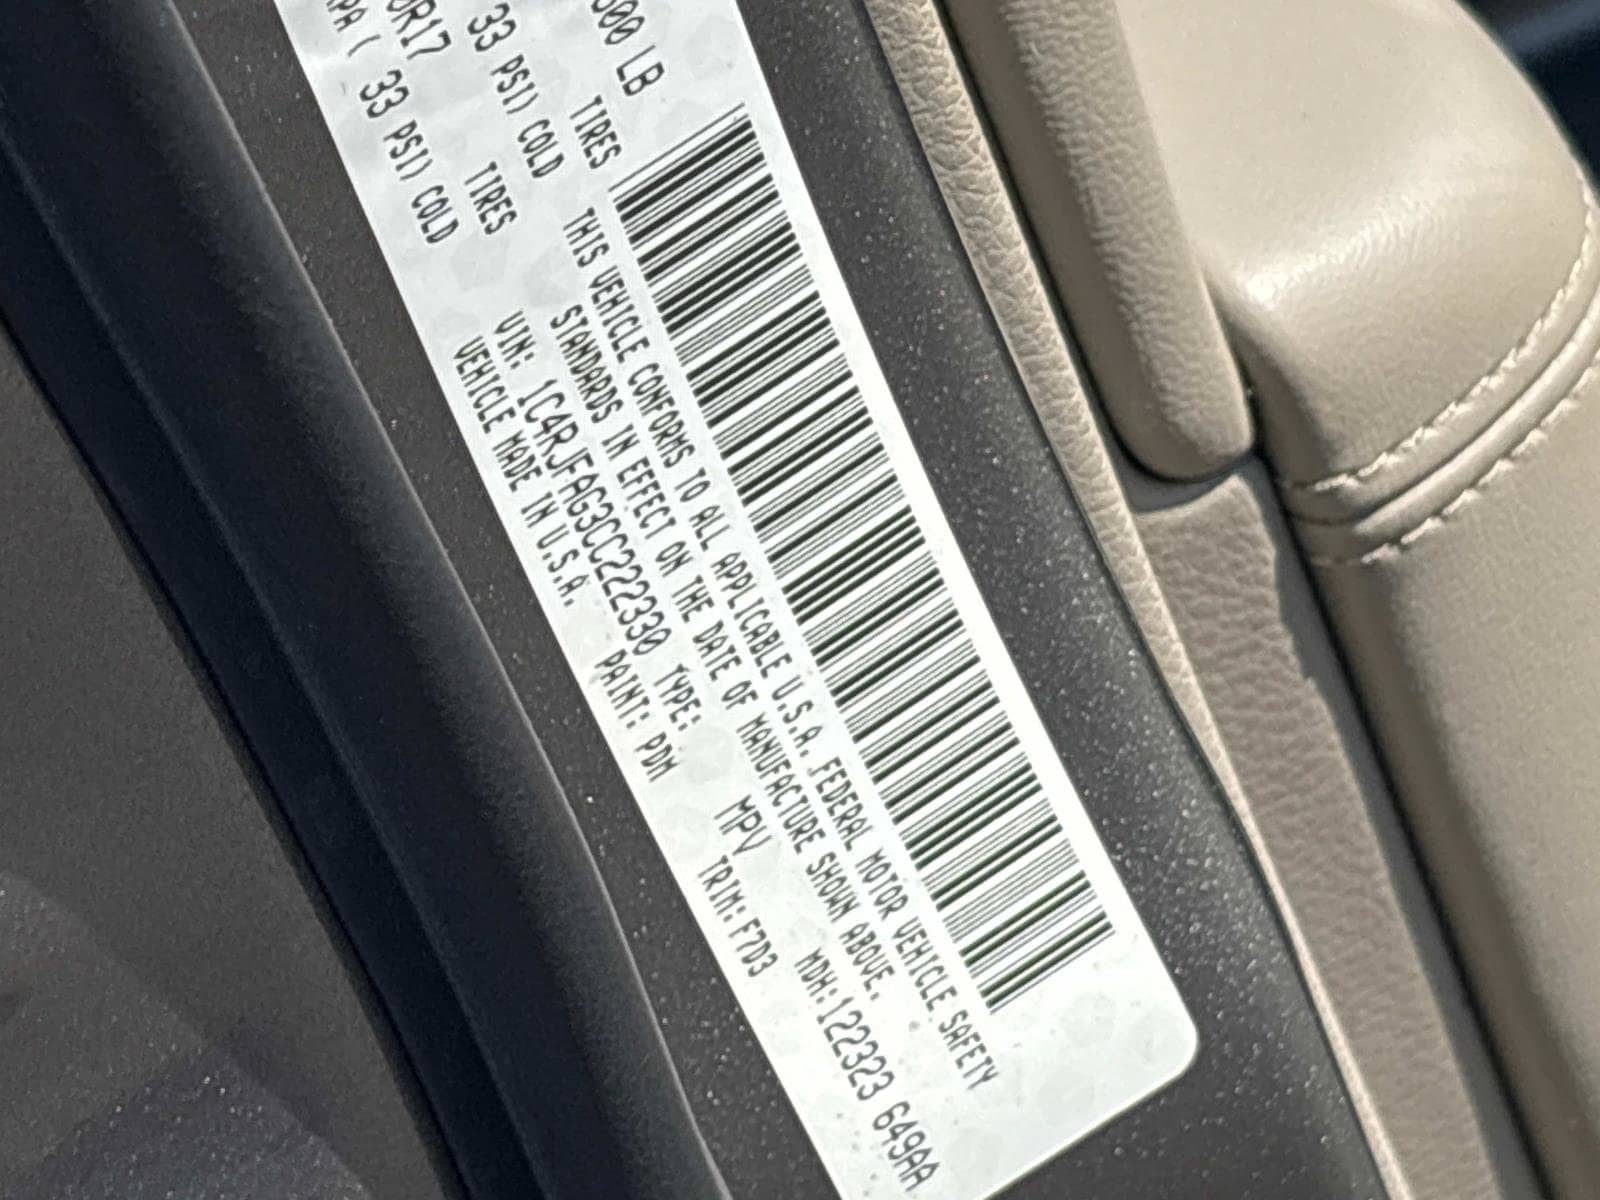 500 LB
TIRES
0R17
33 PSI) COLD
TIRES
KPA ( 33 PSI) COLD
THIS VEHICLE CONFORMS TO ALL APPLICABLE U.S.A. FEDERAL MOTOR VEHICLE SAFETY
STANDARDS IN EFFECT ON THE DATE OF MANUFACTURE SHOWN ABOVE.
VIN: 1C4RJFAG3CC222330 TYPE: MPV MDH:122323 649AA
VEHICLE MADE IN U.S.A. PAINT: PDM TRIM:F7D3